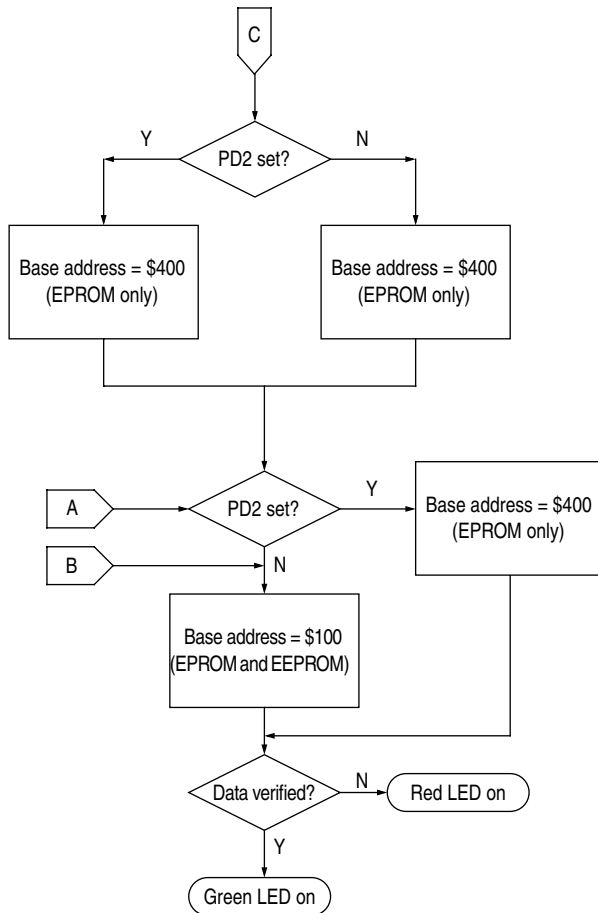 C
Y
N
PD2 set?
Base address = $400
(EPROM only)
Base address = $400
(EPROM only)
A
PD2 set?
Y
Base address = $400
(EPROM only)
B
N
Base address = $100
(EPROM and EEPROM)
Data verified?
N
Red LED on
Y
Green LED on